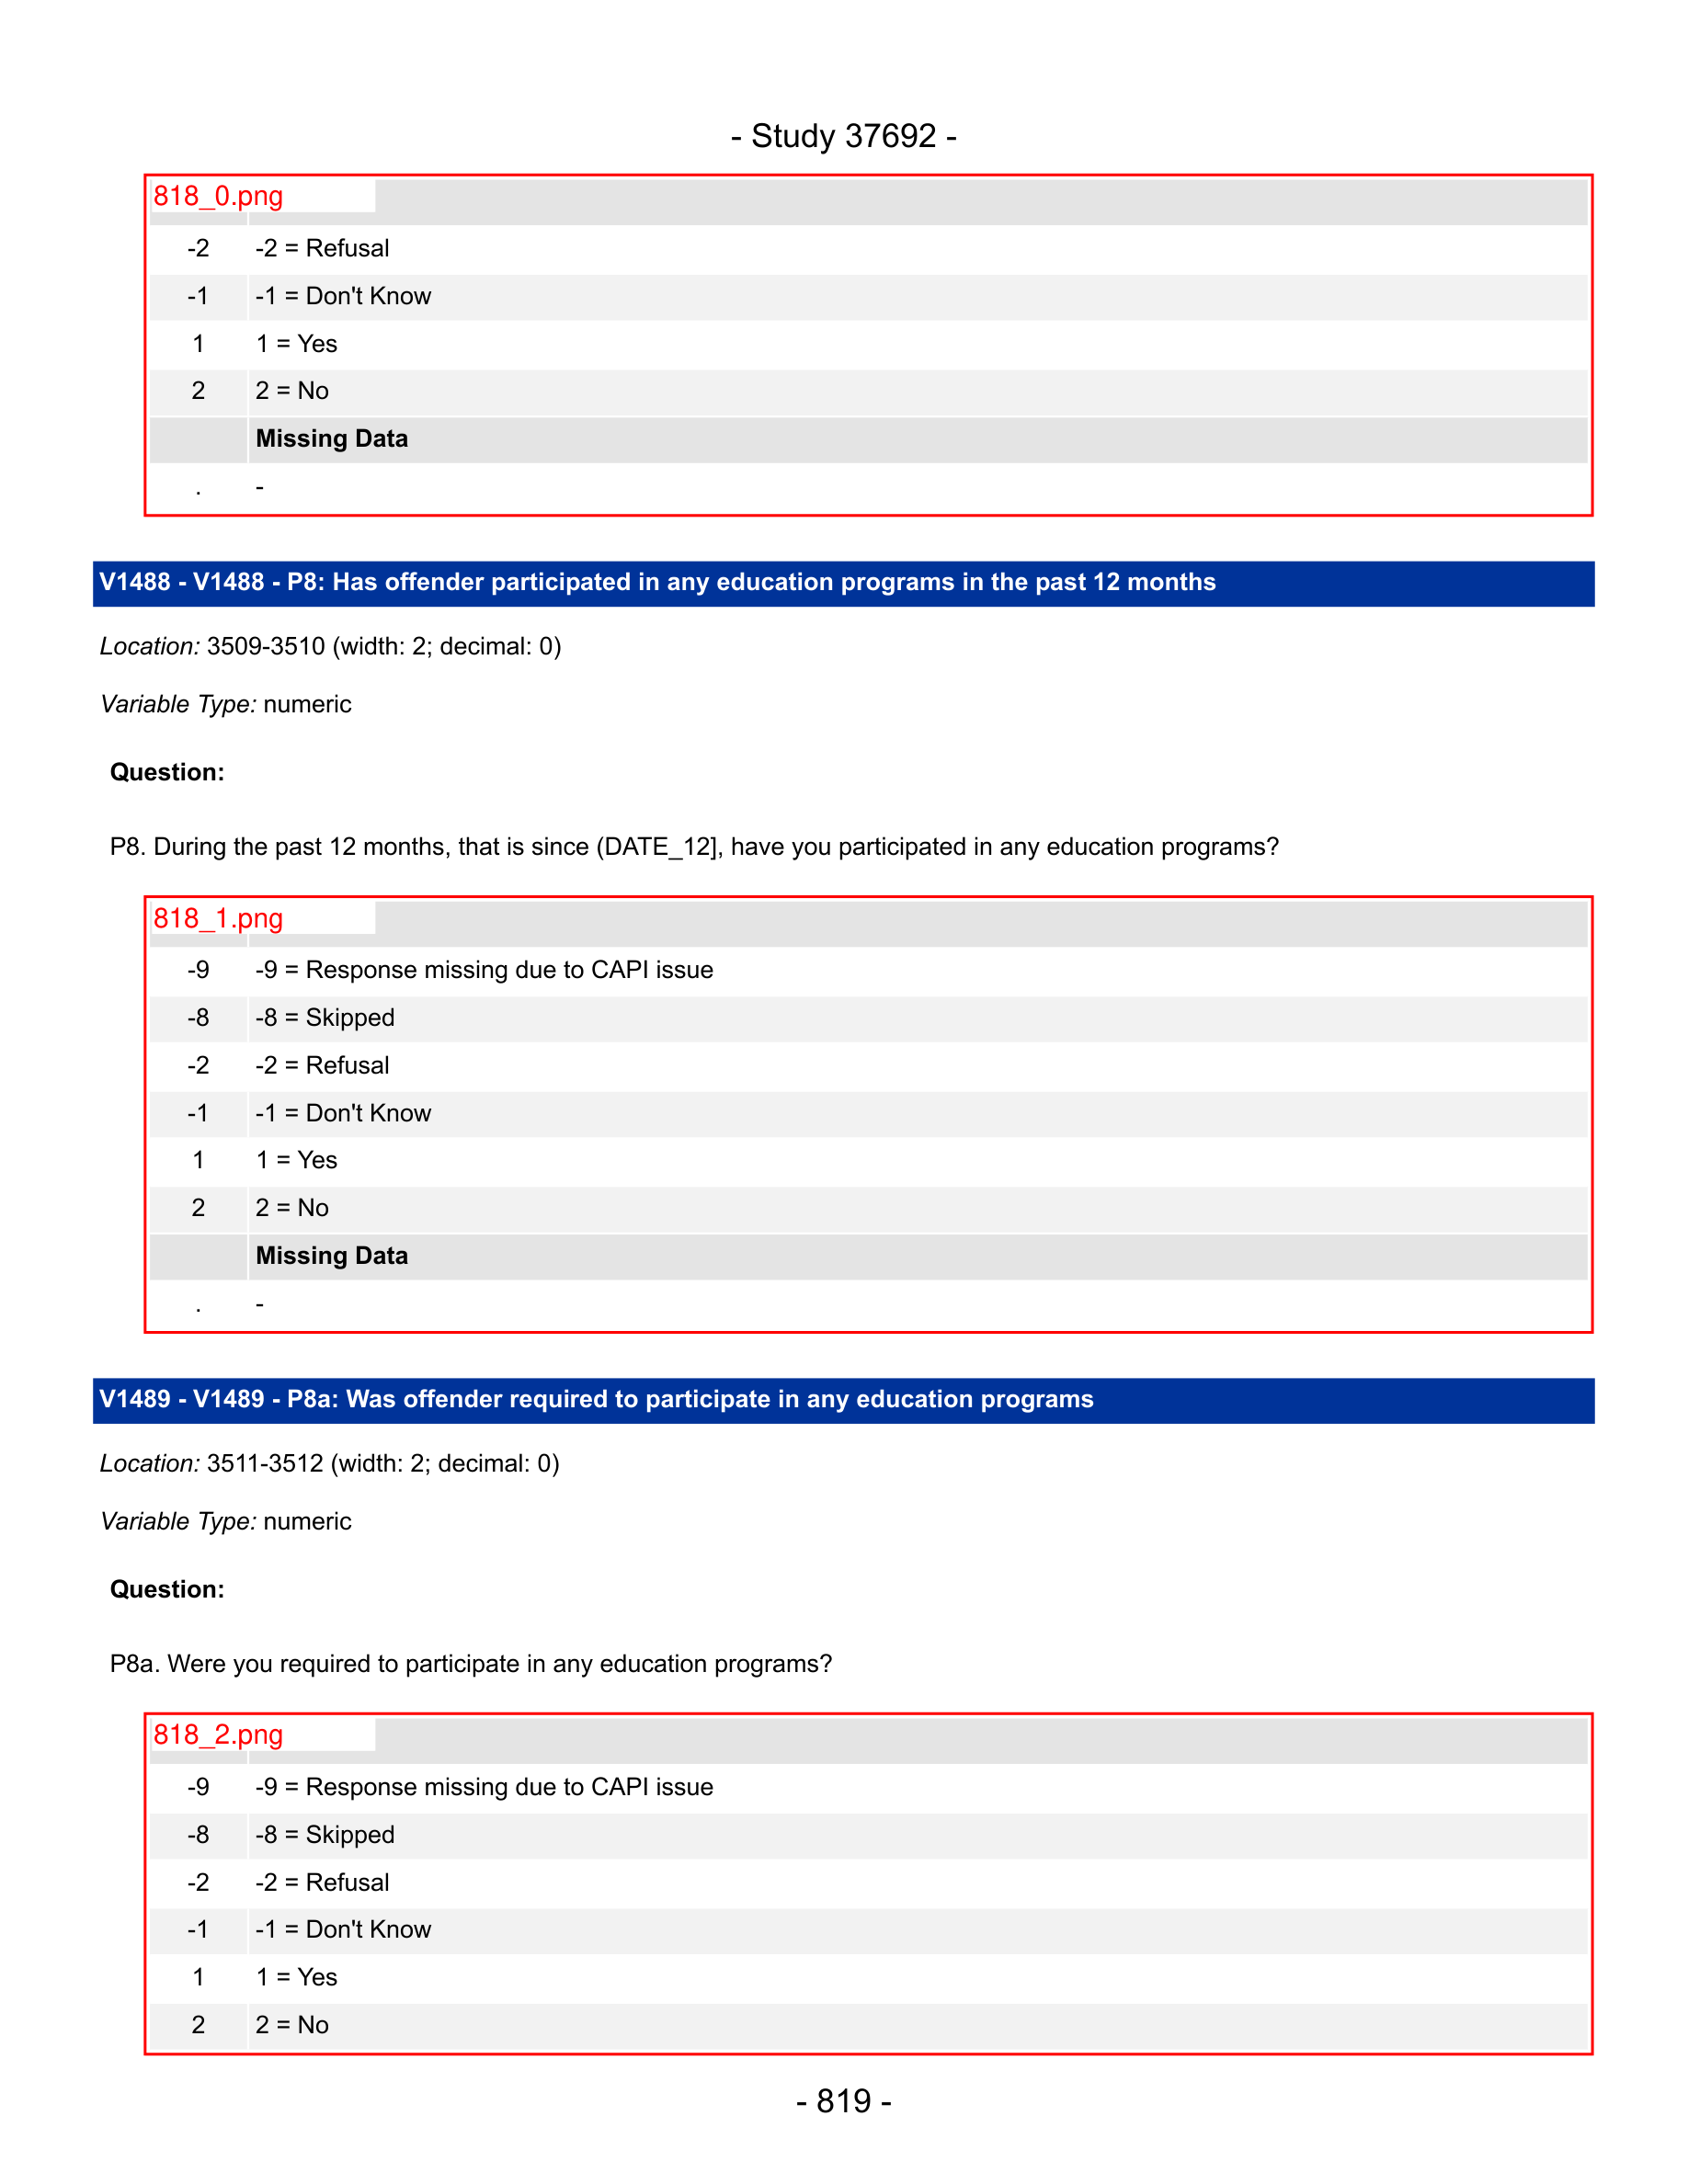 - Study 37692 -
818_0.png
-2 -2 = Refusal
-1 -1 = Don't Know
1 1 = Yes
2 2 = No
Missing Data
. -
V1488 - V1488 - P8: Has offender participated in any education programs in the past 12 months
Location: 3509-3510 (width: 2; decimal: 0)
Variable Type: numeric
Question:
P8. During the past 12 months, that is since (DATE_12], have you participated in any education programs?
818_1.png
-9 -9 = Response missing due to CAPI issue
-8 -8 = Skipped
-2 -2 = Refusal
-1 -1 = Don't Know
1 1 = Yes
2 2 = No
Missing Data
. -
V1489 - V1489 - P8a: Was offender required to participate in any education programs
Location: 3511-3512 (width: 2; decimal: 0)
Variable Type: numeric
Question:
P8a. Were you required to participate in any education programs?
818_2.png
-9 -9 = Response missing due to CAPI issue
-8 -8 = Skipped
-2 -2 = Refusal
-1 -1 = Don't Know
1 1 = Yes
2 2 = No
- 819 -